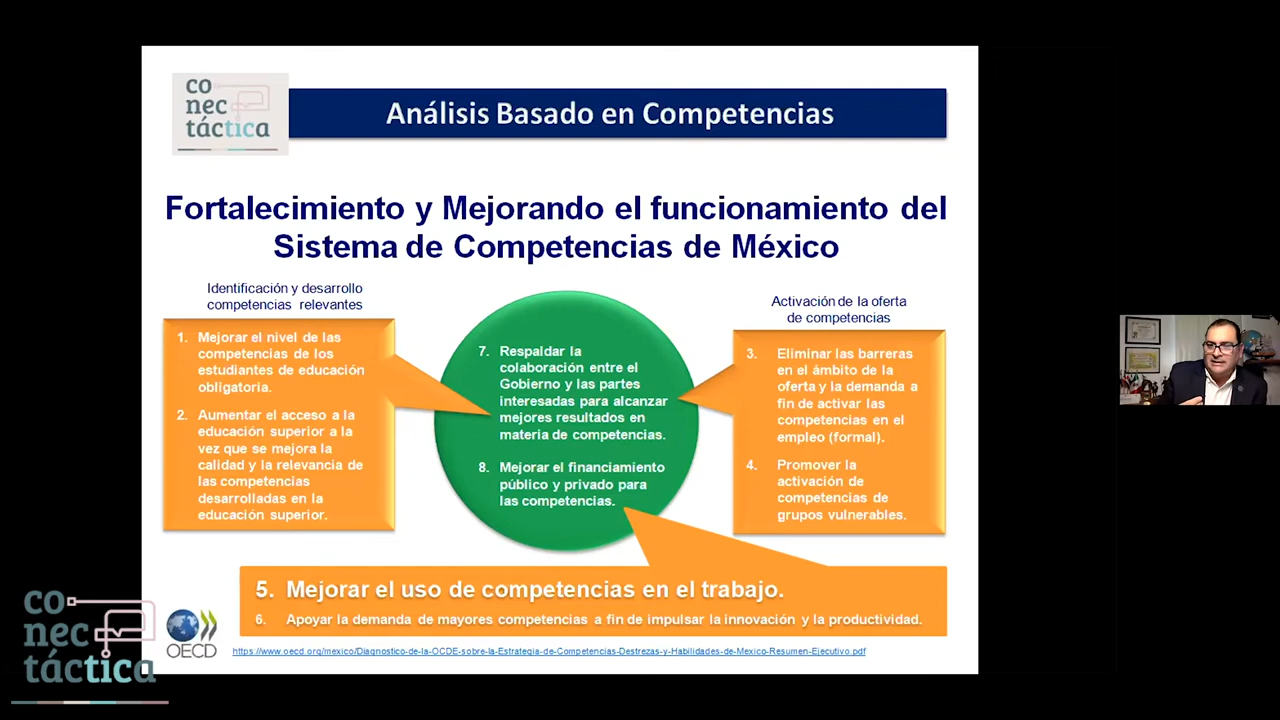 co
nec
táctica
Análisis Basado en Competencias
Fortalecimiento y Mejorando el funcionamiento del
Sistema de Competencias de México
Identificación y desarrollo
competencias relevantes
1. Mejorar el nivel de las
competencias de los
estudiantes de educación
obligatoria.
2. Aumentar el acceso a la
educación superior a la
vez que se mejora la
calidad y la relevancia de
las competencias
desarrolladas en la
educación superior.
7. Respaldar la
colaboración entre el
Gobierno y las partes
interesadas para alcanzar
mejores resultados en
materia de competencias.
8. Mejorar el financiamiento
público y privado para
las competencias.
Activación de la oferta
de competencias
3. Eliminar las barreras
en el ámbito de la
oferta y la demanda a
fin de activar las
competencias en el
empleo (formal).
4. Promover la
activación de
competencias de
grupos vulnerables.
5. Mejorar el uso de competencias en el trabajo.
6. Apoyar la demanda de mayores competencias a fin de impulsar la innovación y la productividad.
OECD
https://www.oecd.org/mexico/Diagnostico-de-la-OCDE-sobre-la-Estrategia-de-Competencias-Destrezas-y-Habilidades-de-Mexico-Resumen-Ejecutivo.pdf
co
nec
táctica